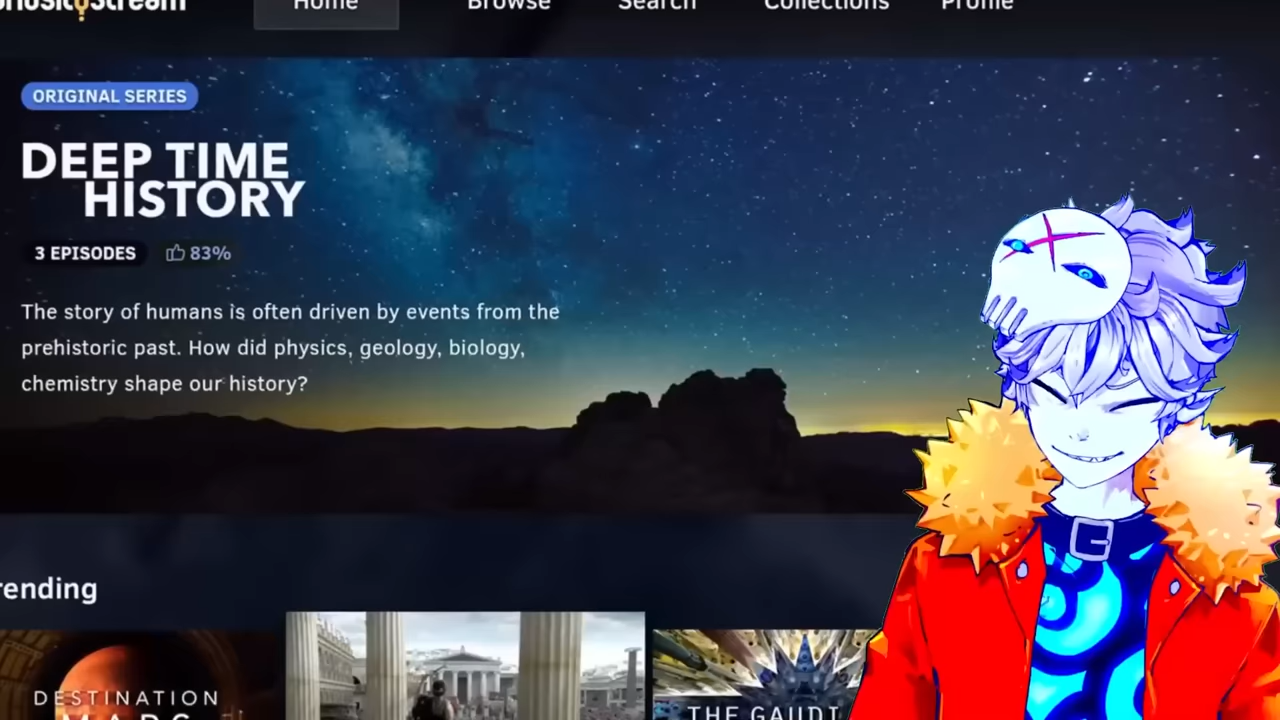 CuriosityStream
Home
Browse
Search
Collections
Profile
ORIGINAL SERIES
DEEP TIME
HISTORY
3 EPISODES
83%
The story of humans is often driven by events from the
prehistoric past. How did physics, geology, biology,
chemistry shape our history?
rending
DESTINATION
MARS
THE GAUDI